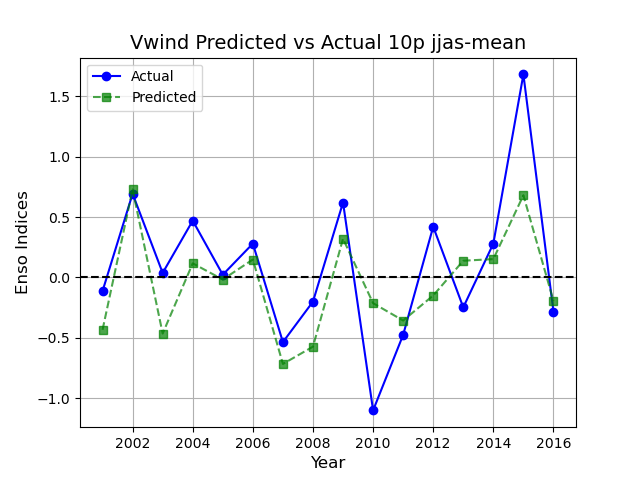 Vwind Predicted vs Actual 10p jjas-mean
Actual
Predicted
1.5
1.0
0.5
0.0
−0.5
−1.0
Enso Indices
2002 2004 2006 2008 2010 2012 2014 2016
Year